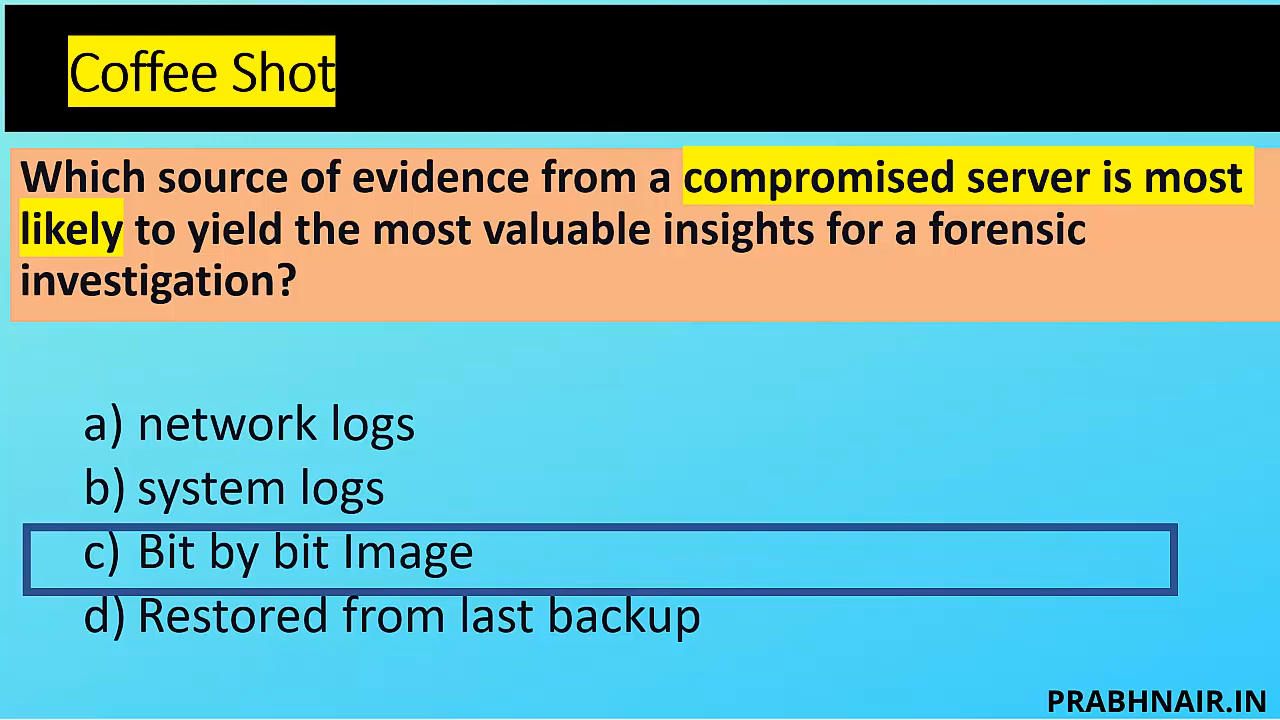 Coffee Shot
Which source of evidence from a compromised server is most
likely to yield the most valuable insights for a forensic
investigation?
a) network logs
b) system logs
c) Bit by bit Image
d) Restored from last backup
PRABHNAIR.IN